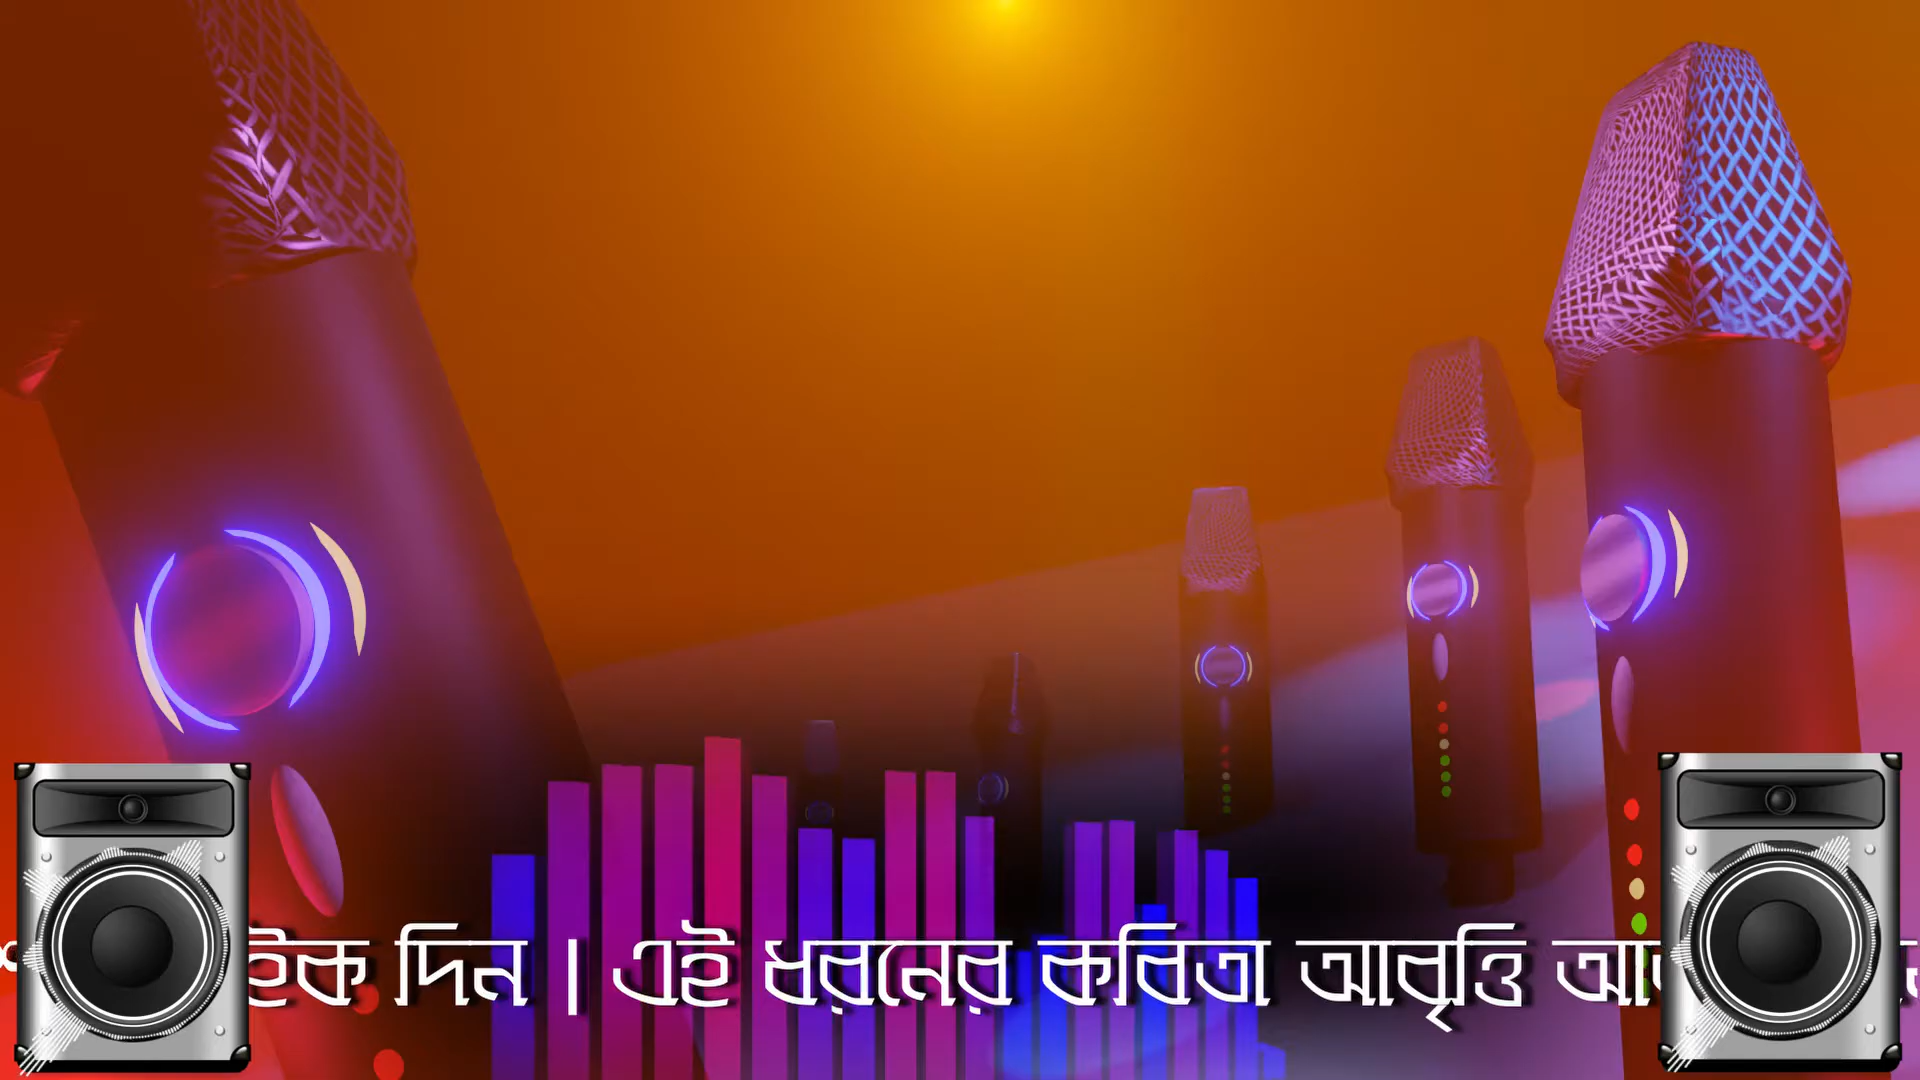 ইক দিন | এই ধরনের কবিতা আবৃত্তি